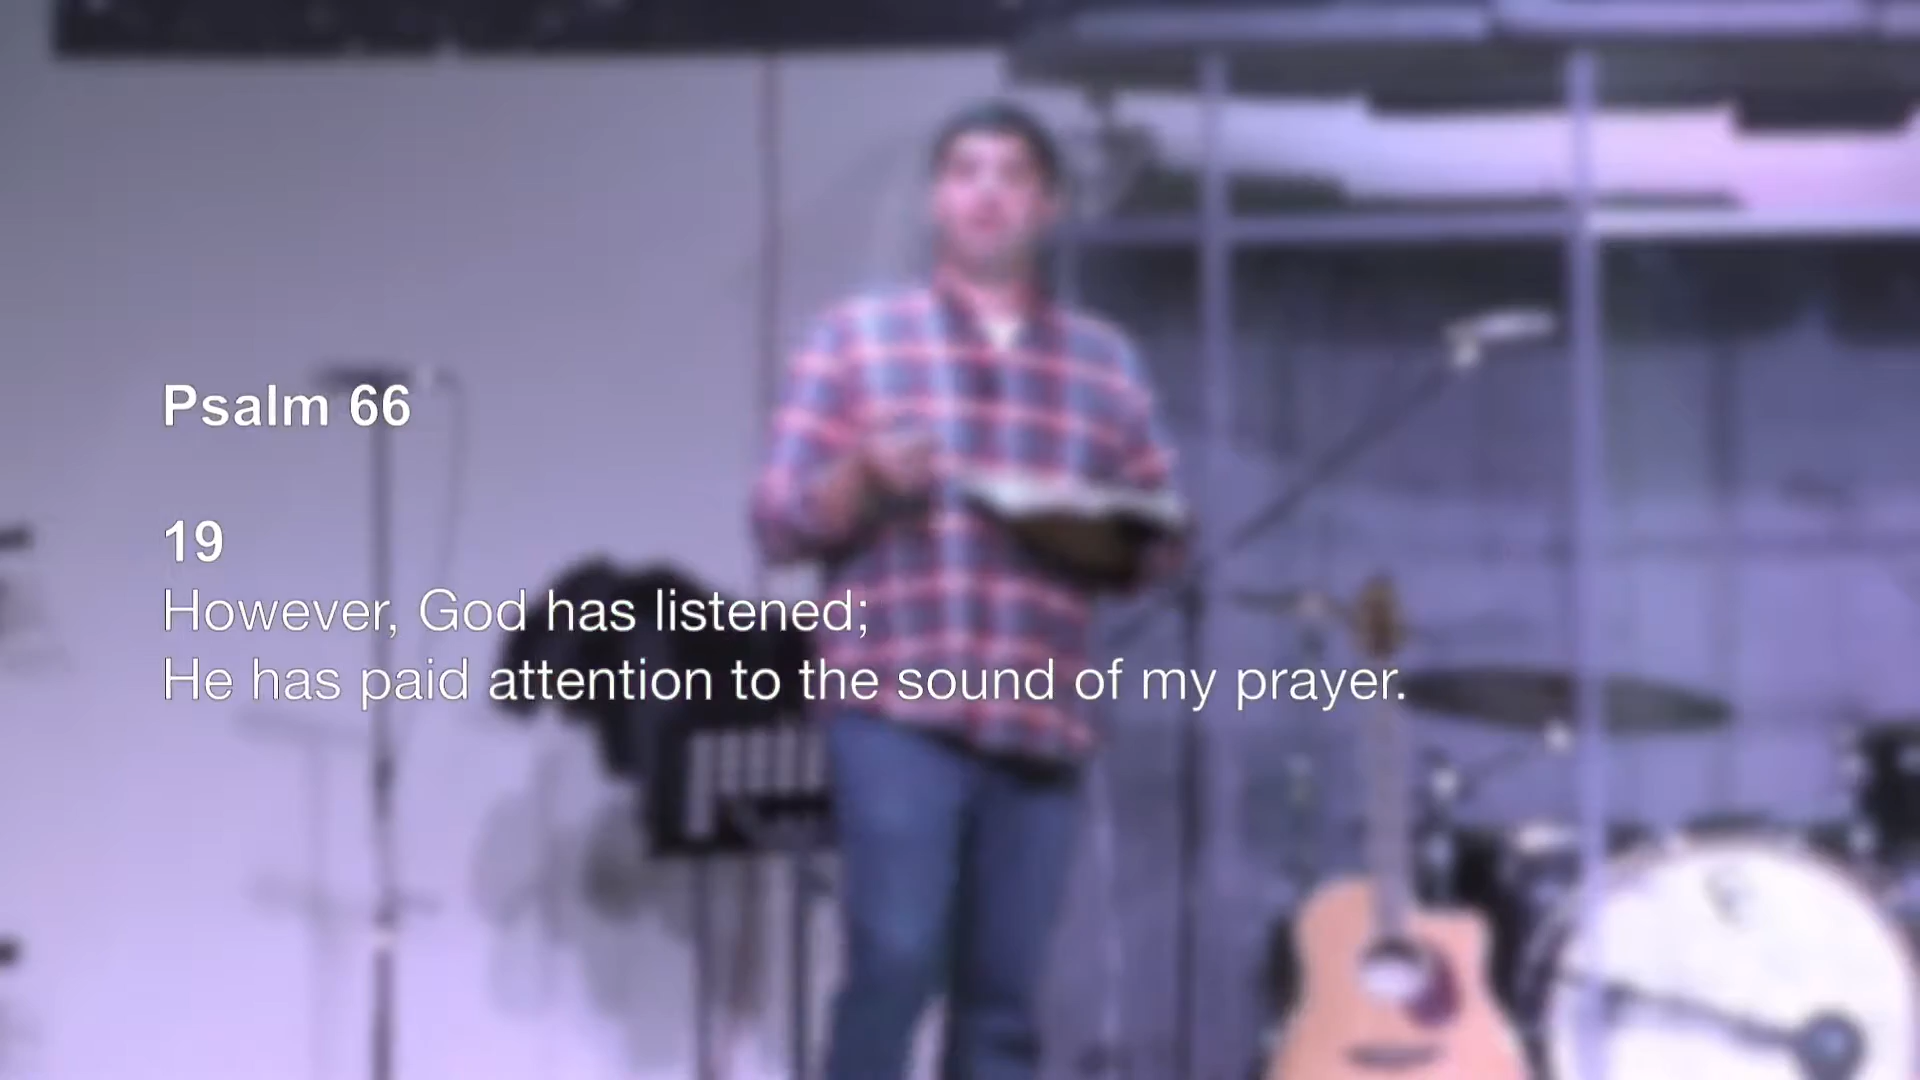 Psalm 66
19
However, God has listened;
He has paid attention to the sound of my prayer.